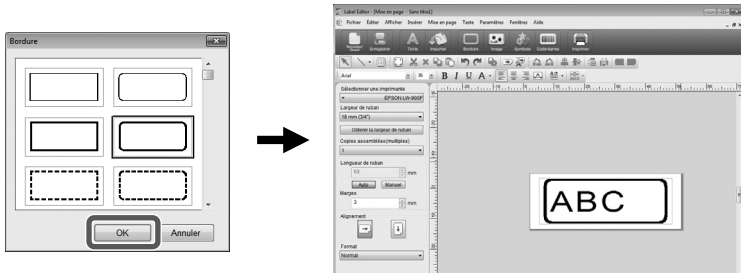 Bordure
OK
Annuler
Label Editor - [Mise en page - Sans titre1]
Fichier Éditer Afficher Insérer Mise en page Texte Paramètres Fenêtres Aide
Enregistrer Texte Importer Bordure Image Symbole Code-barres Imprimer
Arial 36 B I U A
Sélectionner une imprimante
EPSON LW-900P
Largeur de ruban
18 mm (3/4")
Obtenir la largeur de ruban
Copies assemblées(multiples)
1
Longueur de ruban
mm
Auto Manuel
Marges
3 mm
Alignement
Format
Normal
ABC